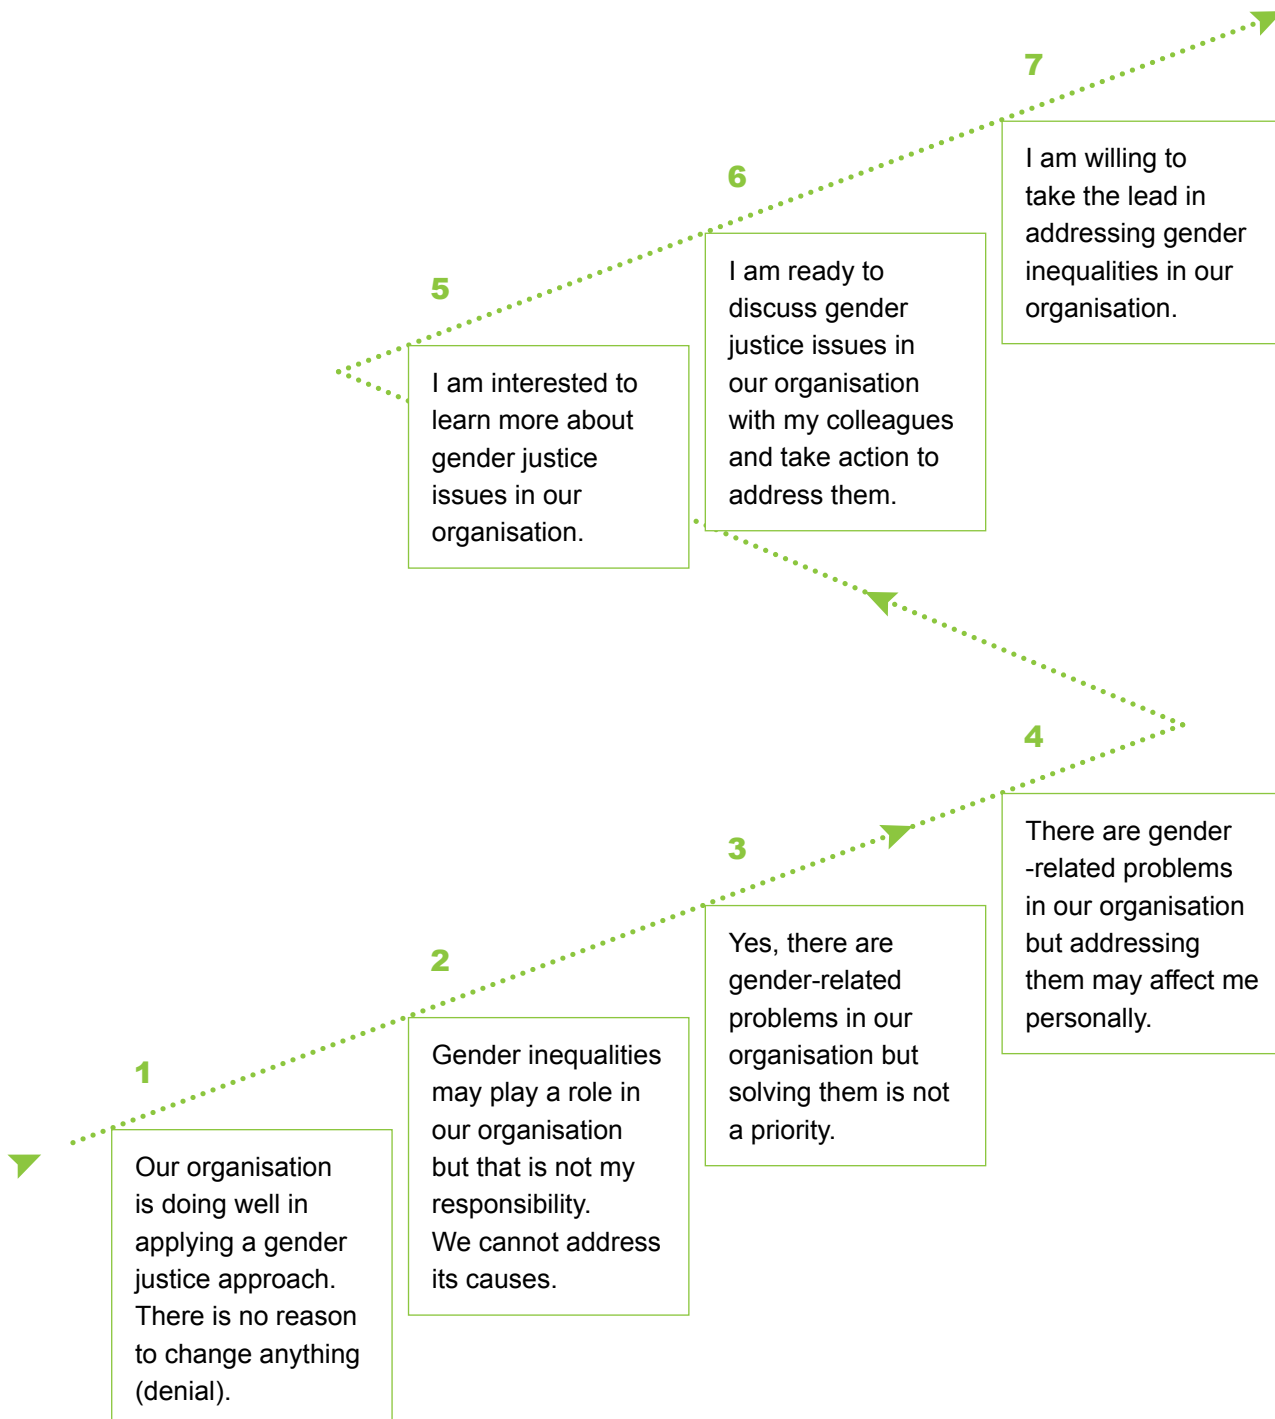 7
I am willing to
take the lead in
addressing gender
inequalities in our
organisation.
6
I am ready to
discuss gender
justice issues in
our organisation
with my colleagues
and take action to
address them.
5
I am interested to
learn more about
gender justice
issues in our
organisation.
4
There are gender
-related problems
in our organisation
but addressing
them may affect me
personally.
3
Yes, there are
gender-related
problems in our
organisation but
solving them is not
a priority.
2
Gender inequalities
may play a role in
our organisation
but that is not my
responsibility.
We cannot address
its causes.
1
Our organisation
is doing well in
applying a gender
justice approach.
There is no reason
to change anything
(denial).